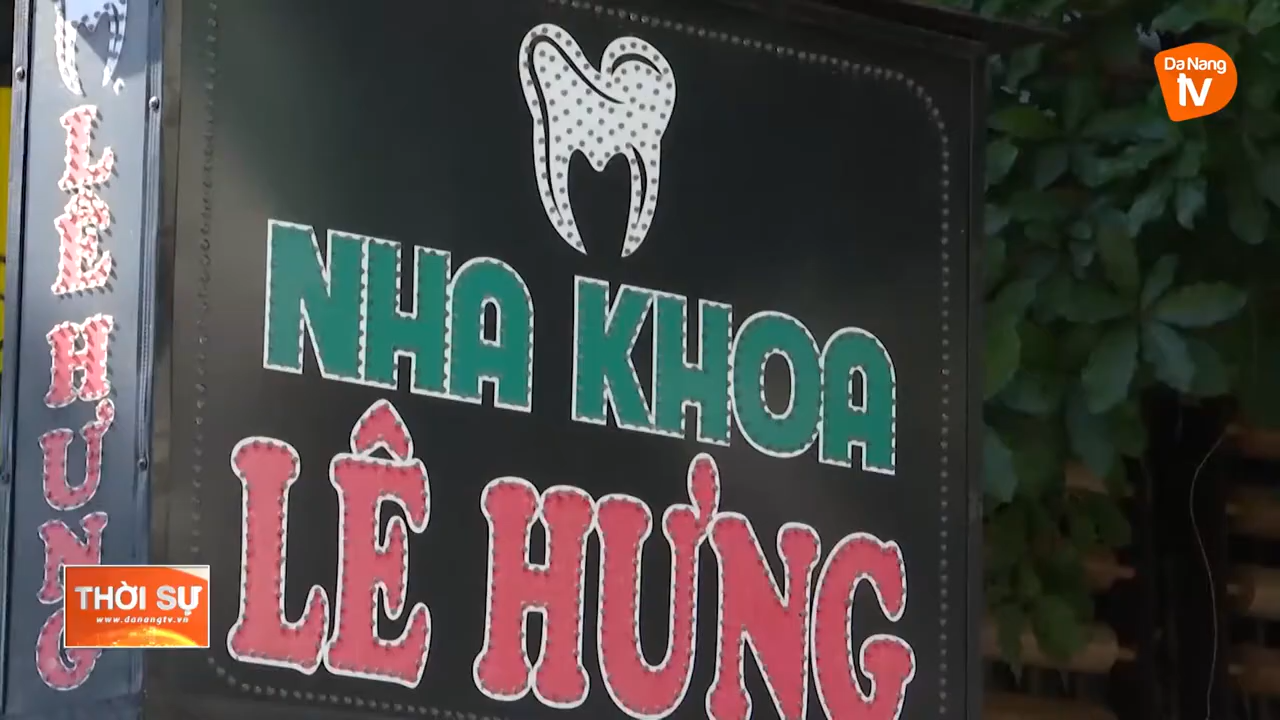 Da Nang
tv
LÊ HƯNG
NHA KHOA
LÊ HƯNG
THỜI SỰ
www.danangtv.vn